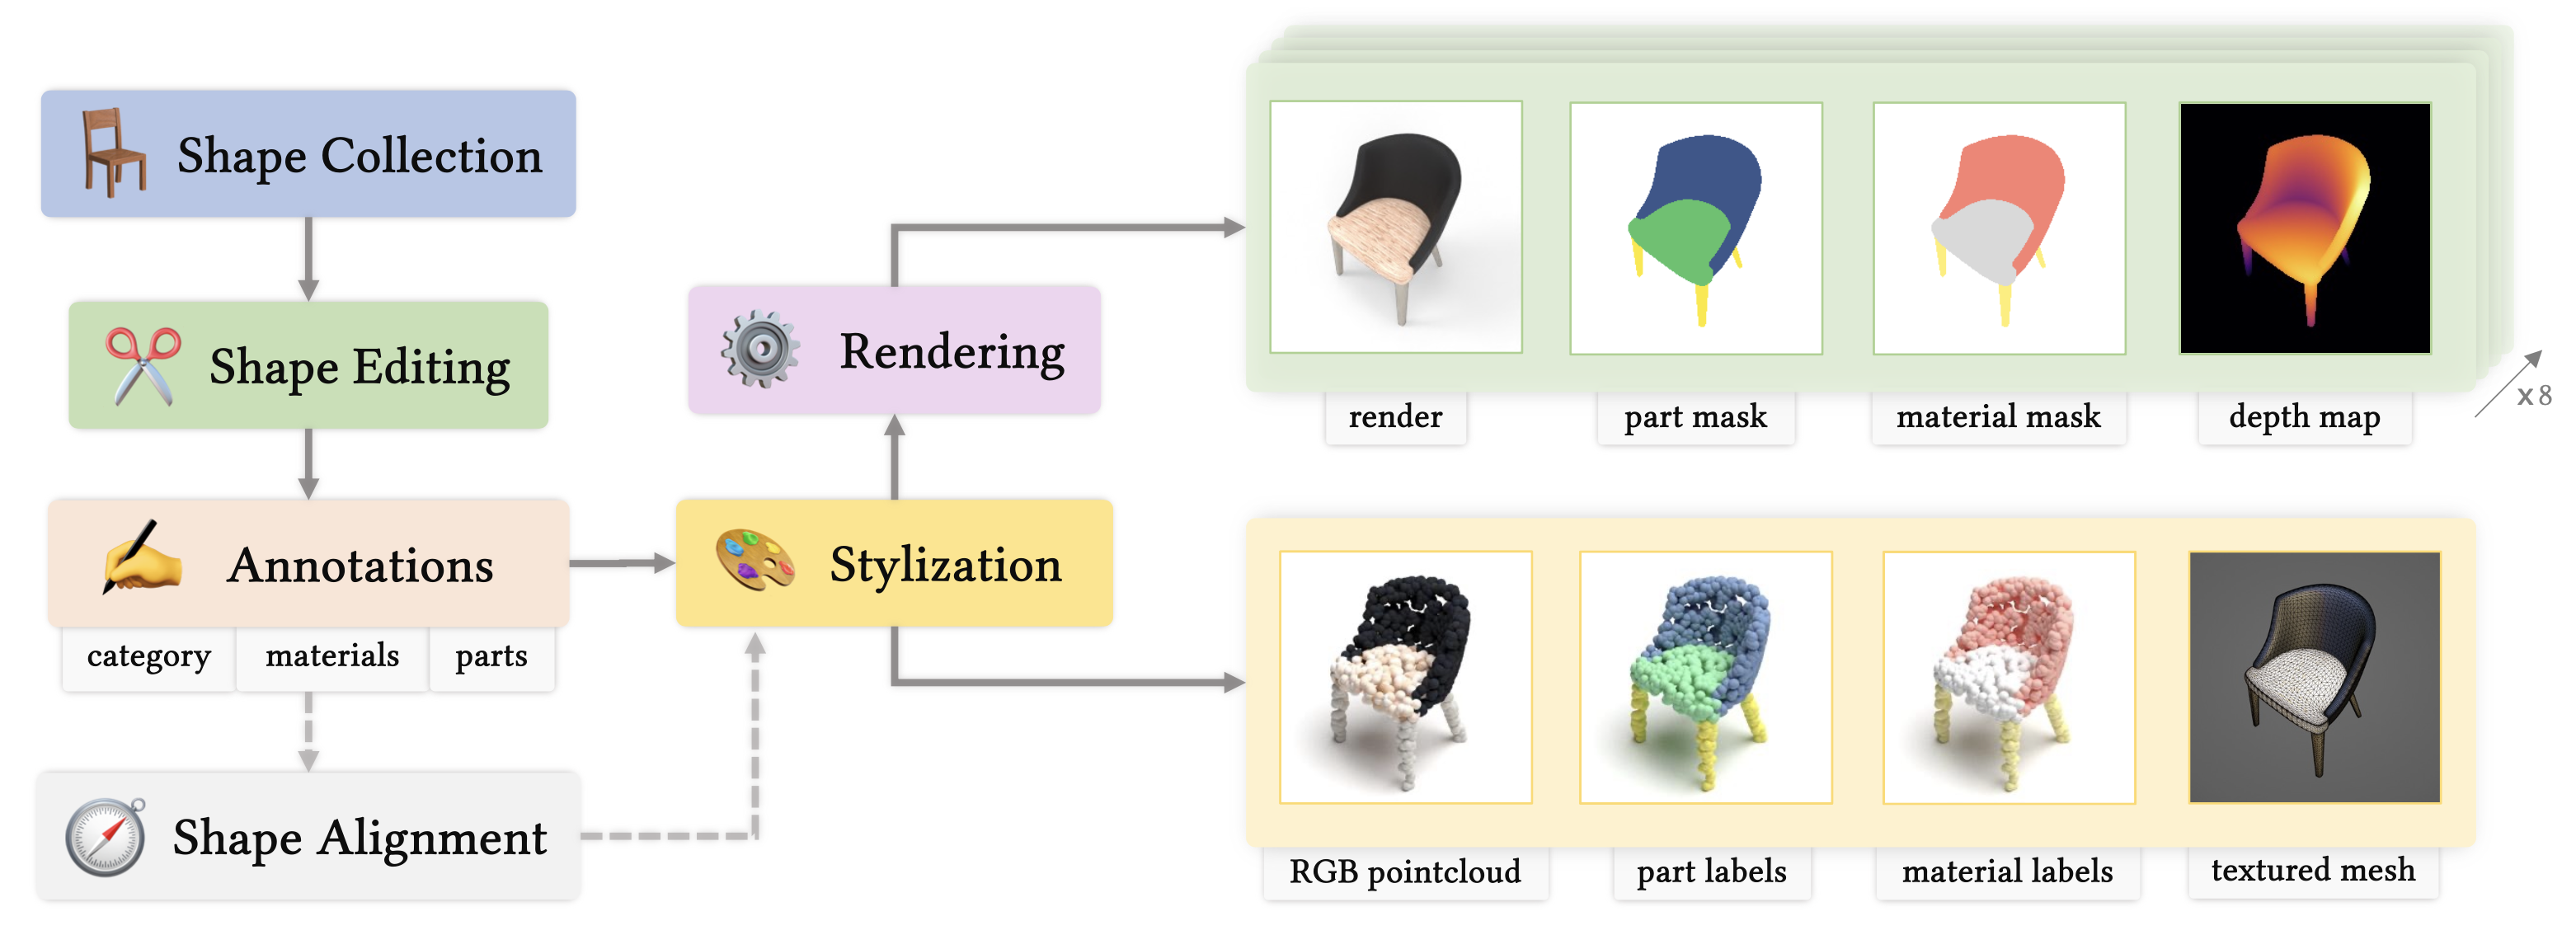 Shape Collection
Shape Editing
Annotations
category
materials
parts
Shape Alignment
Stylization
Rendering
render
part mask
material mask
depth map
x 8
RGB pointcloud
part labels
material labels
textured mesh